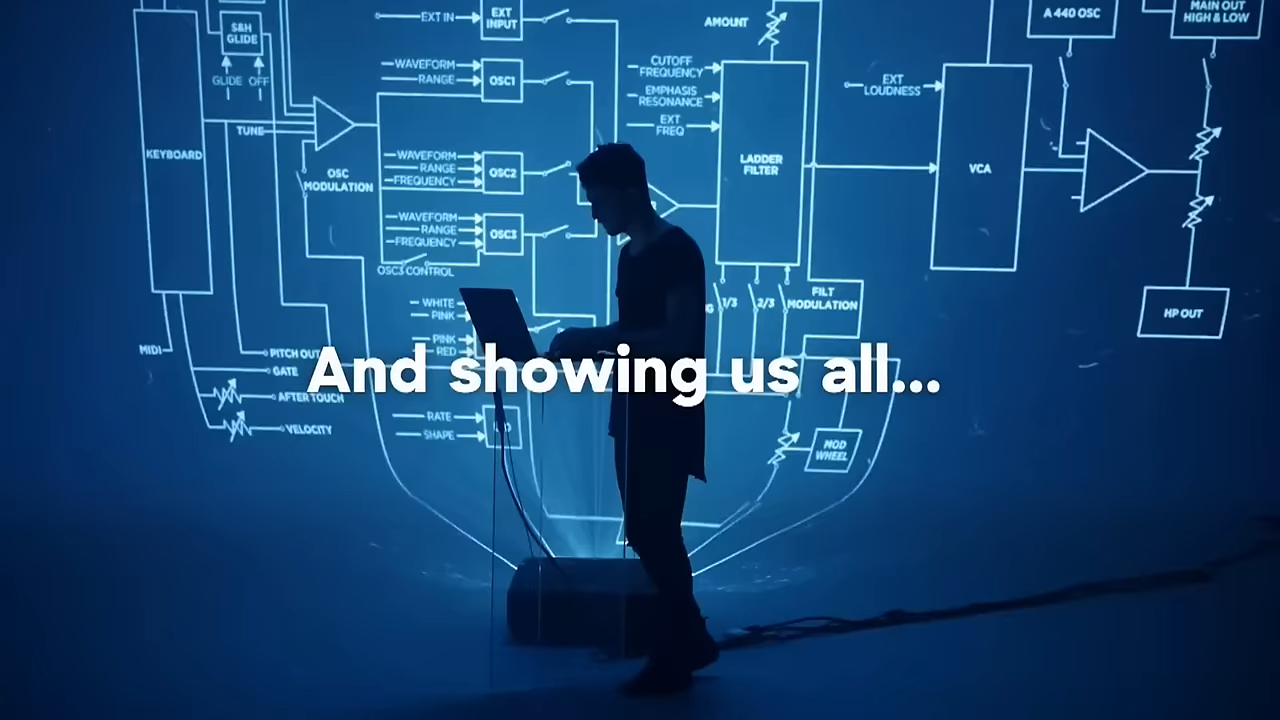 EXT IN
EXT
INPUT
AMOUNT
A 440 OSC
MAIN OUT
HIGH & LOW
S&H
GLIDE
GLIDE OFF
WAVEFORM
RANGE
OSC1
CUTOFF
FREQUENCY
EMPHASIS
RESONANCE
EXT
FREQ
EXT
LOUDNESS
TUNE
KEYBOARD
OSC
MODULATION
WAVEFORM
RANGE
FREQUENCY
OSC2
LADDER
FILTER
VCA
WAVEFORM
RANGE
FREQUENCY
OSC3
OSC3 CONTROL
WHITE
PINK
PINK
RED
1/3
2/3
FILT
MODULATION
HP OUT
MIDI
PITCH OUT
GATE
AFTER TOUCH
VELOCITY
And showing us all...
RATE
SHAPE
MOD
WHEEL